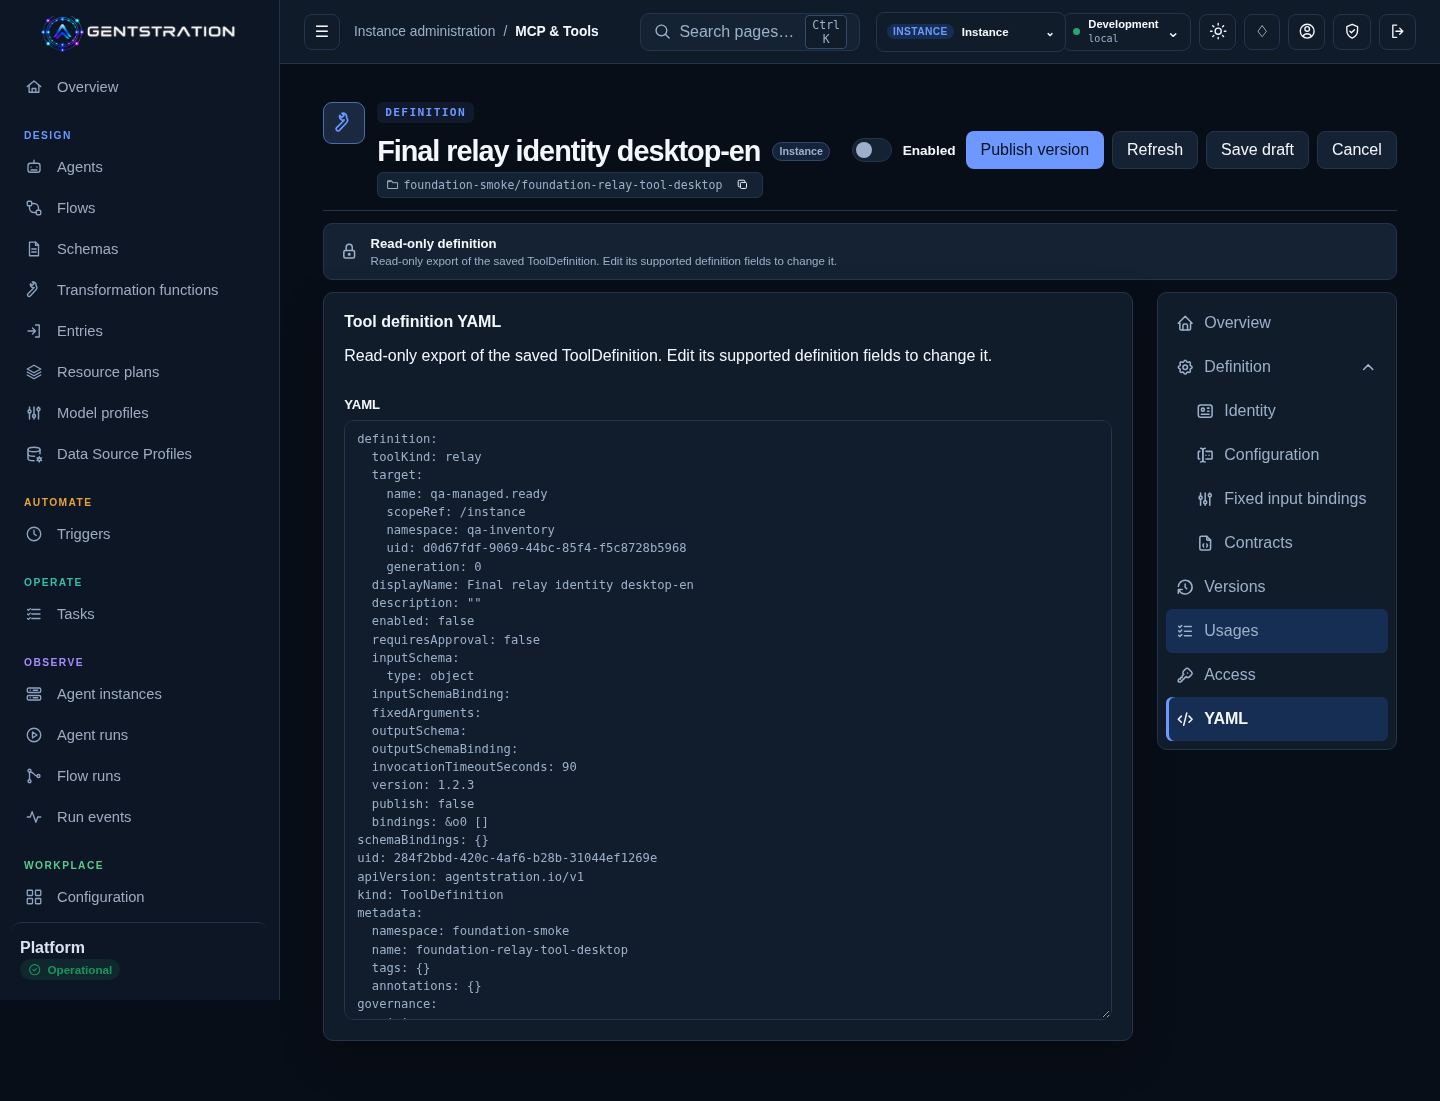 GENTSTRATION
Overview
DESIGN
Agents
Flows
Schemas
Transformation functions
Entries
Resource plans
Model profiles
Data Source Profiles
AUTOMATE
Triggers
OPERATE
Tasks
OBSERVE
Agent instances
Agent runs
Flow runs
Run events
WORKPLACE
Configuration
Platform
Operational
Instance administration / MCP & Tools
Search pages…
Ctrl
K
INSTANCE Instance
Development
local
DEFINITION
Final relay identity desktop-en
Instance
Enabled
Publish version
Refresh
Save draft
Cancel
foundation-smoke/foundation-relay-tool-desktop
Read-only definition
Read-only export of the saved ToolDefinition. Edit its supported definition fields to change it.
Tool definition YAML
Read-only export of the saved ToolDefinition. Edit its supported definition fields to change it.
YAML
definition:
  toolKind: relay
  target:
    name: qa-managed.ready
    scopeRef: /instance
    namespace: qa-inventory
    uid: d0d67fdf-9069-44bc-85f4-f5c8728b5968
    generation: 0
  displayName: Final relay identity desktop-en
  description: ""
  enabled: false
  requiresApproval: false
  inputSchema:
    type: object
  inputSchemaBinding:
  fixedArguments:
  outputSchema:
  outputSchemaBinding:
  invocationTimeoutSeconds: 90
  version: 1.2.3
  publish: false
  bindings: &o0 []
schemaBindings: {}
uid: 284f2bbd-420c-4af6-b28b-31044ef1269e
apiVersion: agentstration.io/v1
kind: ToolDefinition
metadata:
  namespace: foundation-smoke
  name: foundation-relay-tool-desktop
  tags: {}
  annotations: {}
governance:
Overview
Definition
Identity
Configuration
Fixed input bindings
Contracts
Versions
Usages
Access
YAML